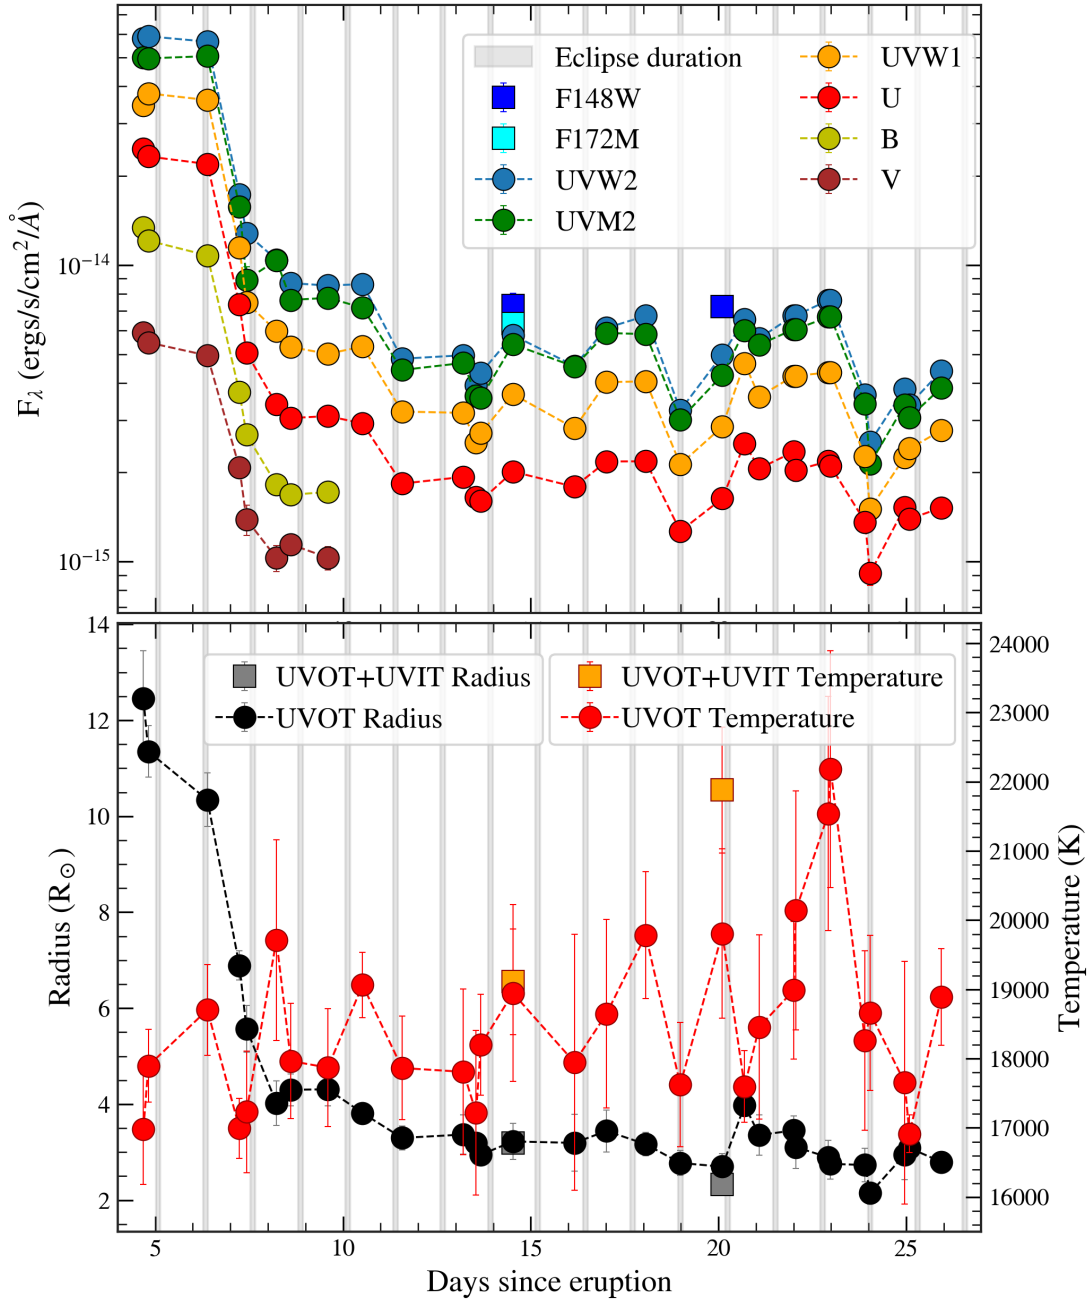 Eclipse duration
F148W
F172M
UVW2
UVM2
UVW1
U
B
V
10⁻¹⁴
10⁻¹⁵
F_λ (ergs/s/cm²/Å)
14
12
10
8
6
4
2
Radius (R⊙)
UVOT+UVIT Radius
UVOT Radius
UVOT+UVIT Temperature
UVOT Temperature
24000
23000
22000
21000
20000
19000
18000
17000
16000
Temperature (K)
5 10 15 20 25
Days since eruption